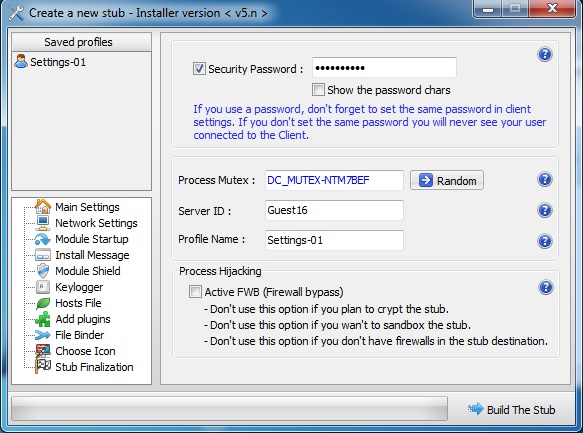 Create a new stub - Installer version < v5.n >
Saved profiles
Settings-01
Main Settings
Network Settings
Module Startup
Install Message
Module Shield
Keylogger
Hosts File
Add plugins
File Binder
Choose Icon
Stub Finalization
Security Password :
••••••••••
Show the password chars
If you use a password, don't forget to set the same password in client
settings. If you don't set the same password you will never see your user
connected to the Client.
Process Mutex : DC_MUTEX-NTM7BEF Random
Server ID : Guest16
Profile Name : Settings-01
Process Hijacking
Active FWB (Firewall bypass)
- Don't use this option if you plan to crypt the stub.
- Don't use this option if you wan't to sandbox the stub.
- Don't use this option if you don't have firewalls in the stub destination.
Build The Stub